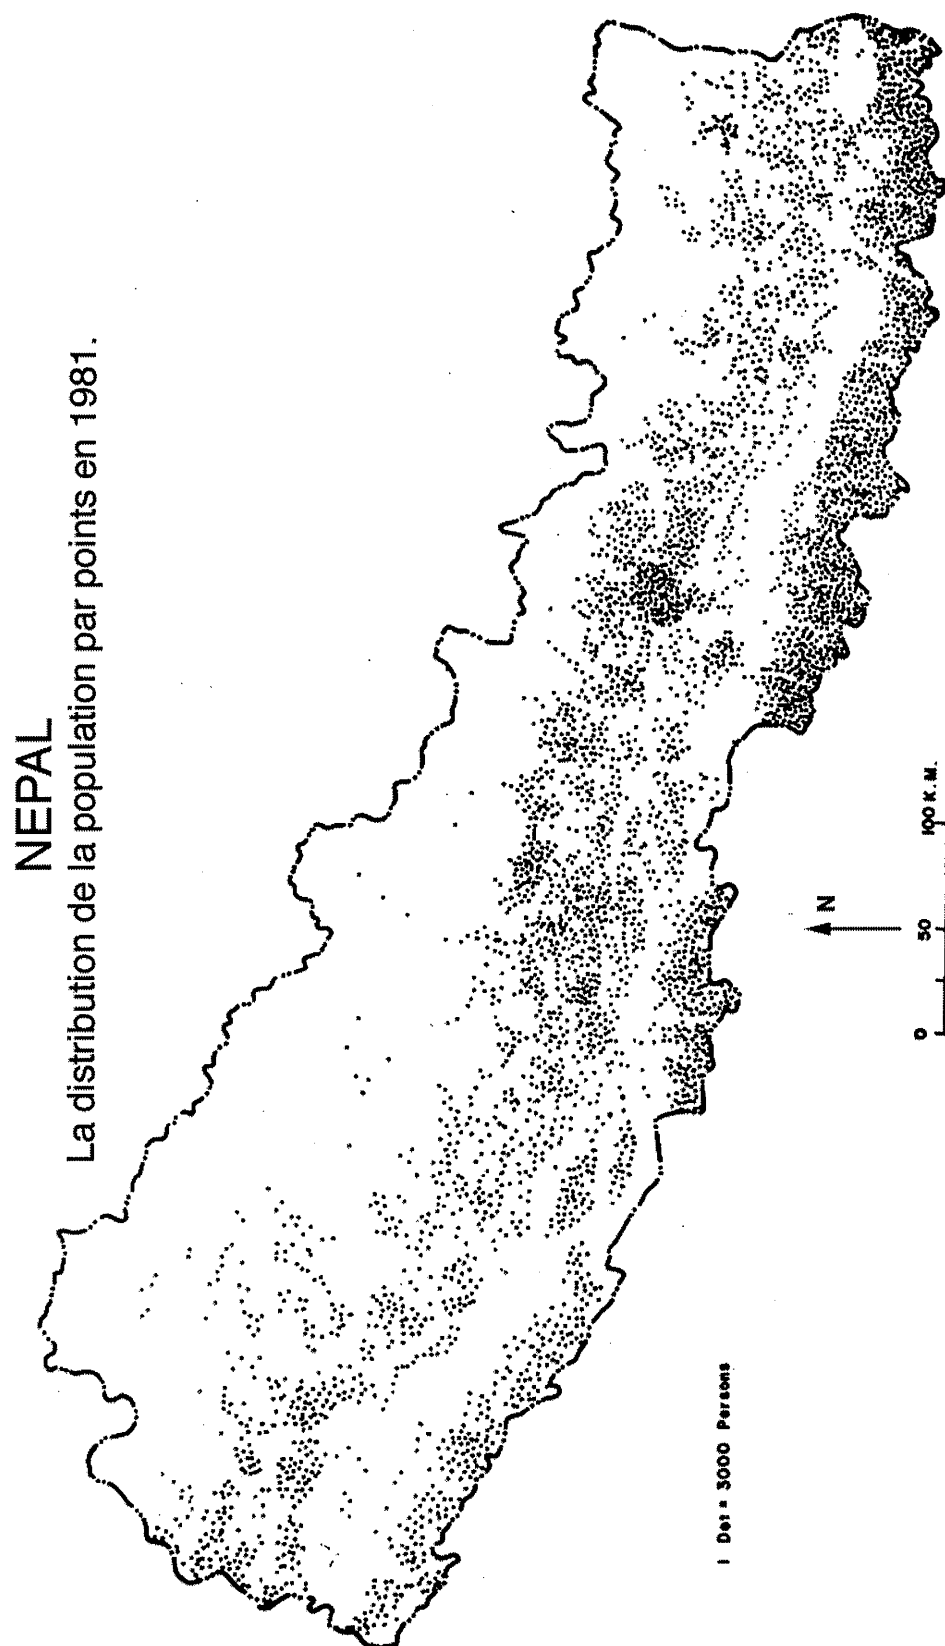 NEPAL
La distribution de la population par points en 1981.
N
0 50 100 K.M.
1 Dot = 3000 Persons